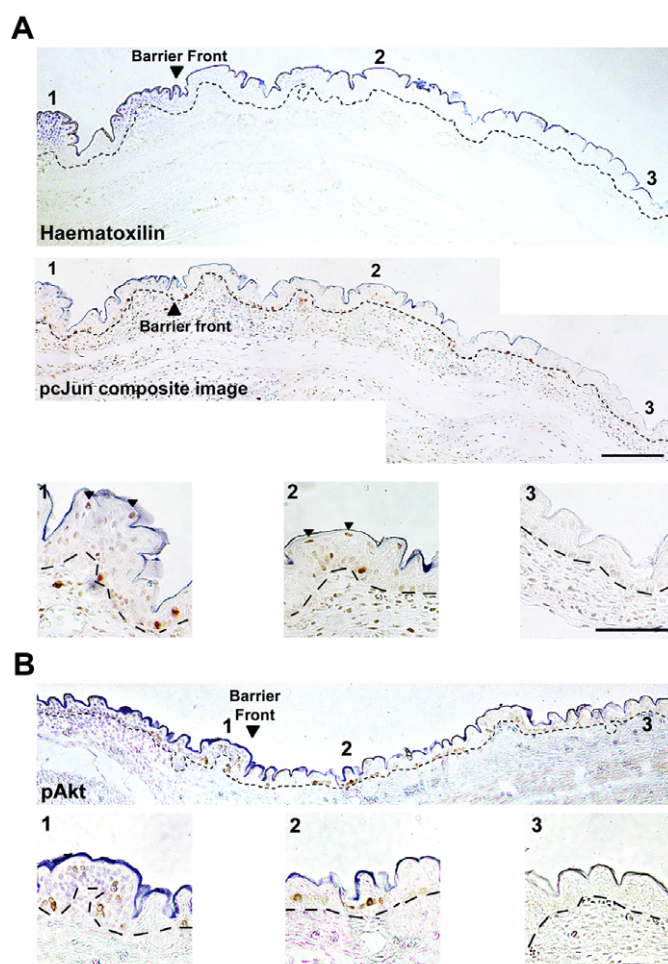 A
Barrier Front
1
2
3
Haematoxilin
1
2
Barrier front
3
pcJun composite image
1
2
3
B
Barrier
Front
1
2
3
pAkt
1
2
3